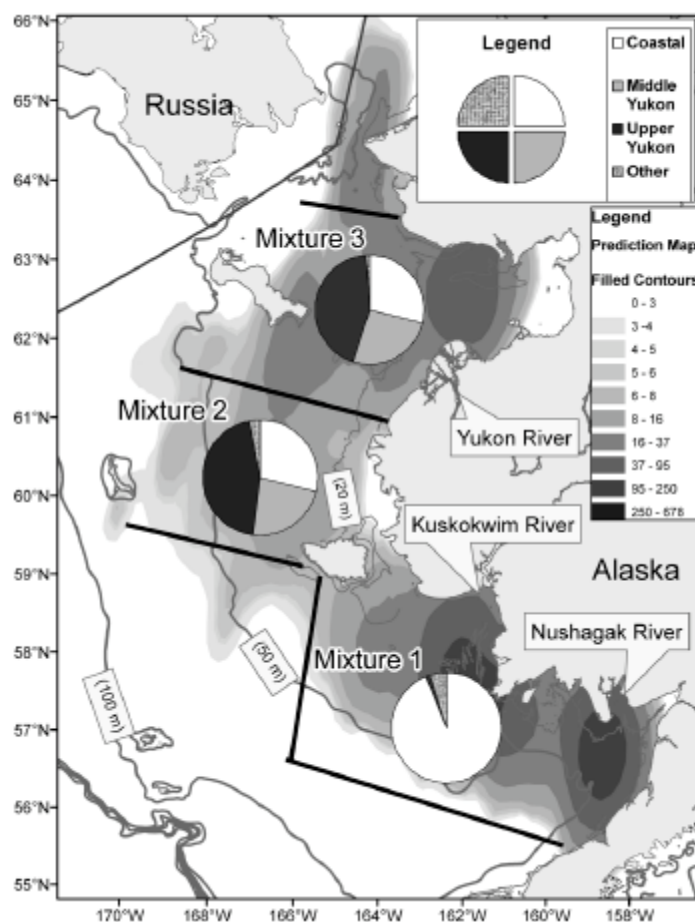 66°N
65°N
64°N
63°N
62°N
61°N
60°N
59°N
58°N
57°N
56°N
55°N
Russia
Legend
Coastal
Middle
Yukon
Upper
Yukon
Other
Legend
Prediction Map
Filled Contours
0 - 3
3 -4
4 - 5
5 - 6
6 - 8
8 - 16
16 - 37
37 - 95
95 - 250
250 - 678
Mixture 3
Mixture 2
Yukon River
(20 m)
Kuskokwim River
Alaska
Nushagak River
Mixture 1
(50 m)
(100 m)
170°W
168°W
166°W
164°W
162°W
160°W
158°W